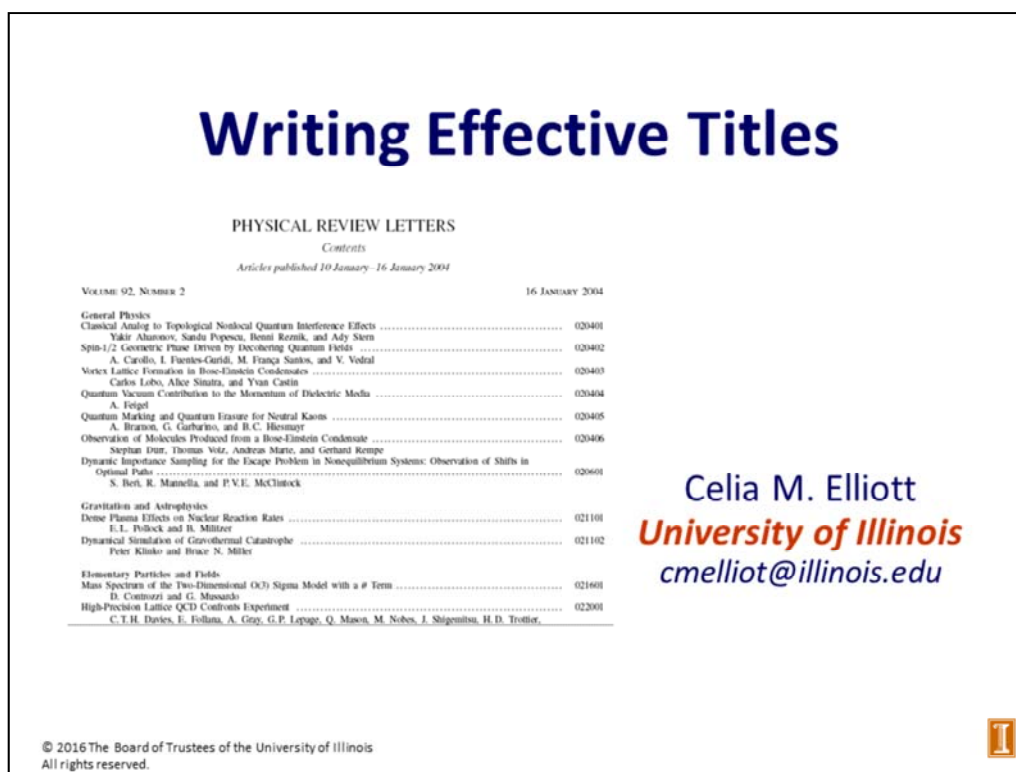 Writing Effective Titles
PHYSICAL REVIEW LETTERS
Contents
Articles published 10 January–16 January 2004
VOLUME 92, NUMBER 2 16 JANUARY 2004
General Physics
Classical Analog to Topological Nonlocal Quantum Interference Effects ........ 020401
Yakir Aharonov, Sandu Popescu, Benni Reznik, and Ady Stern
Spin-1/2 Geometric Phase Driven by Decohering Quantum Fields ........ 020402
A. Carollo, I. Fuentes-Guridi, M. França Santos, and V. Vedral
Vortex Lattice Formation in Bose-Einstein Condensates ........ 020403
Carlos Lobo, Alice Sinatra, and Yvan Castin
Quantum Vacuum Contribution to the Momentum of Dielectric Media ........ 020404
A. Feigel
Quantum Marking and Quantum Erasure for Neutral Kaons ........ 020405
A. Bramon, G. Garbarino, and B.C. Hiesmayr
Observation of Molecules Produced from a Bose-Einstein Condensate ........ 020406
Stephan Dürr, Thomas Volz, Andreas Marte, and Gerhard Rempe
Dynamic Importance Sampling for the Escape Problem in Nonequilibrium Systems: Observation of Shifts in
Optimal Paths ........ 020601
S. Beri, R. Mannella, and P.V.E. McClintock
Gravitation and Astrophysics
Dense Plasma Effects on Nuclear Reaction Rates ........ 021101
E.L. Pollock and B. Militzer
Dynamical Simulation of Gravothermal Catastrophe ........ 021102
Peter Klinko and Bruce N. Miller
Elementary Particles and Fields
Mass Spectrum of the Two-Dimensional O(3) Sigma Model with a θ Term ........ 021601
D. Controzzi and G. Mussardo
High-Precision Lattice QCD Confronts Experiment ........ 022001
C.T.H. Davies, E. Follana, A. Gray, G.P. Lepage, Q. Mason, M. Nobes, J. Shigemitsu, H.D. Trottier,
Celia M. Elliott
University of Illinois
cmelliot@illinois.edu
© 2016 The Board of Trustees of the University of Illinois
All rights reserved.
I